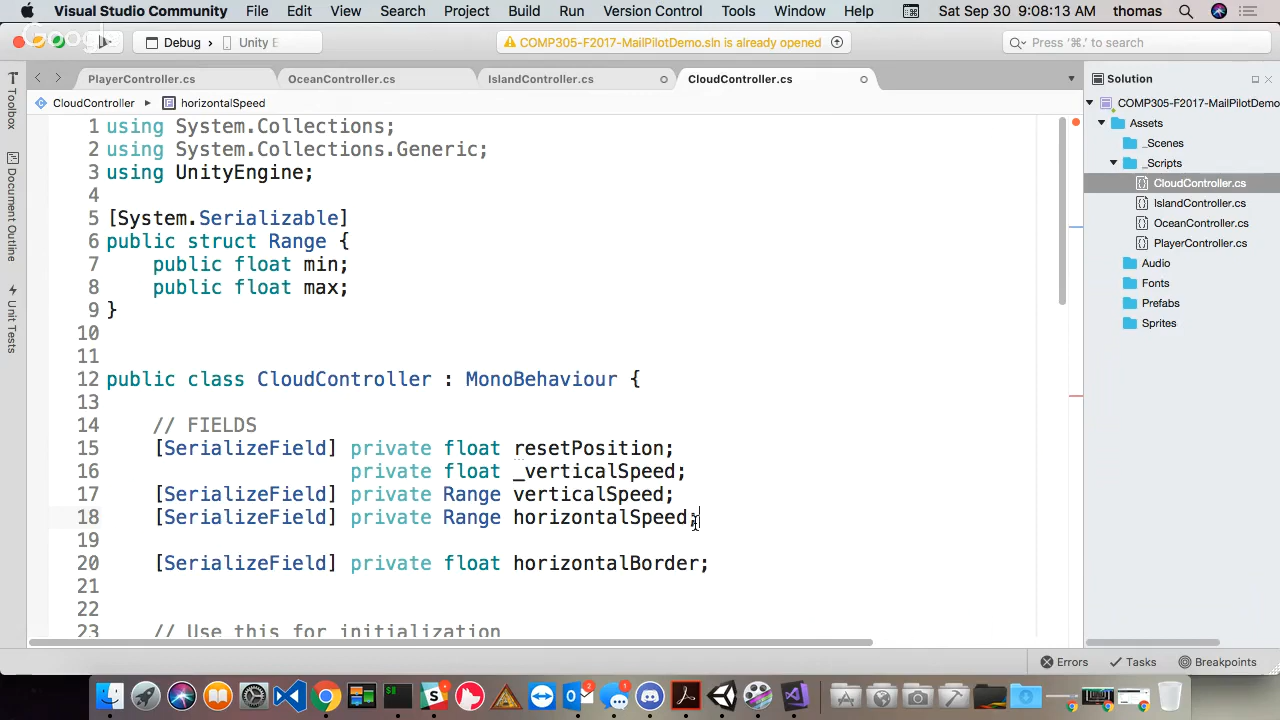 Visual Studio Community File Edit View Search Project Build Run Version Control Tools Window Help Sat Sep 30 9:08:13 am thomas
Google
Debug › Unity E
COMP305-F2017-MailPilotDemo.sln is already opened
Press '⌘.' to search
PlayerController.cs OceanController.cs IslandController.cs CloudController.cs
Solution
CloudController ▸ horizontalSpeed
Toolbox
Document Outline
Unit Tests
1 using System.Collections;
2 using System.Collections.Generic;
3 using UnityEngine;
4
5 [System.Serializable]
6 public struct Range {
7 public float min;
8 public float max;
9 }
10
11
12 public class CloudController : MonoBehaviour {
13
14 // FIELDS
15 [SerializeField] private float resetPosition;
16 private float _verticalSpeed;
17 [SerializeField] private Range verticalSpeed;
18 [SerializeField] private Range horizontalSpeed;
19
20 [SerializeField] private float horizontalBorder;
21
22
23 // Use this for initialization
COMP305-F2017-MailPilotDemo
Assets
_Scenes
_Scripts
CloudController.cs
IslandController.cs
OceanController.cs
PlayerController.cs
Audio
Fonts
Prefabs
Sprites
Errors Tasks Breakpoints